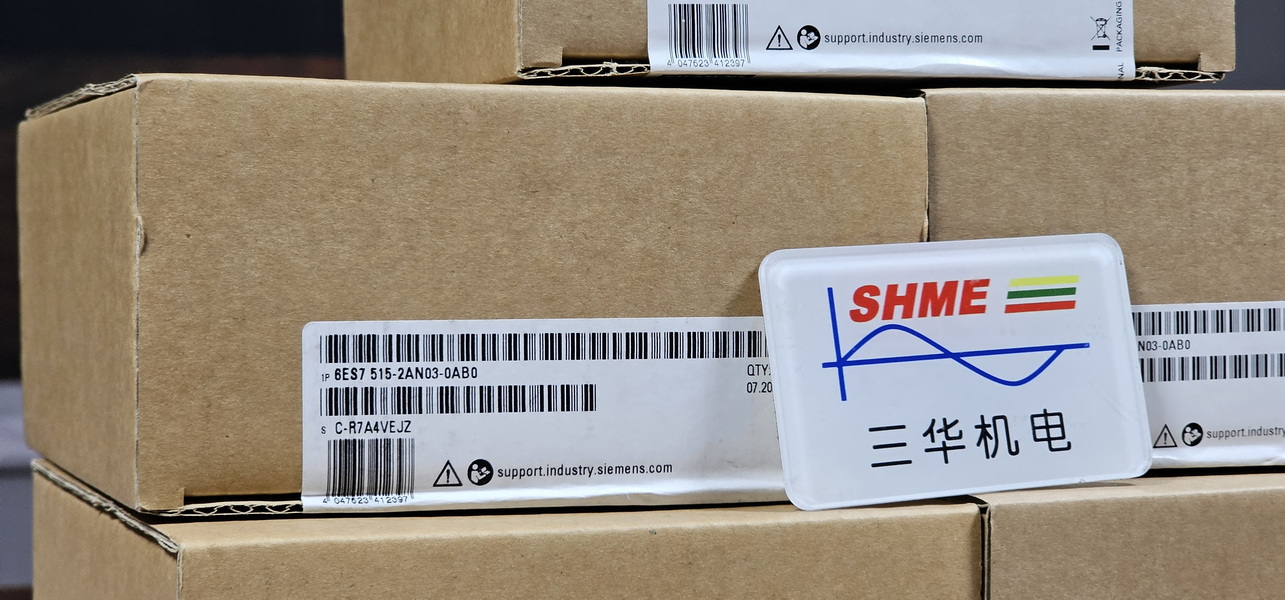 4 047623 412397
support.industry.siemens.com
PACKAGING
1P 6ES7 515-2AN03-0AB0
QTY:
07.20
S C-R7A4VEJZ
4 047623 412397
support.industry.siemens.com
SHME
三华机电
N03-0AB0
support.industry